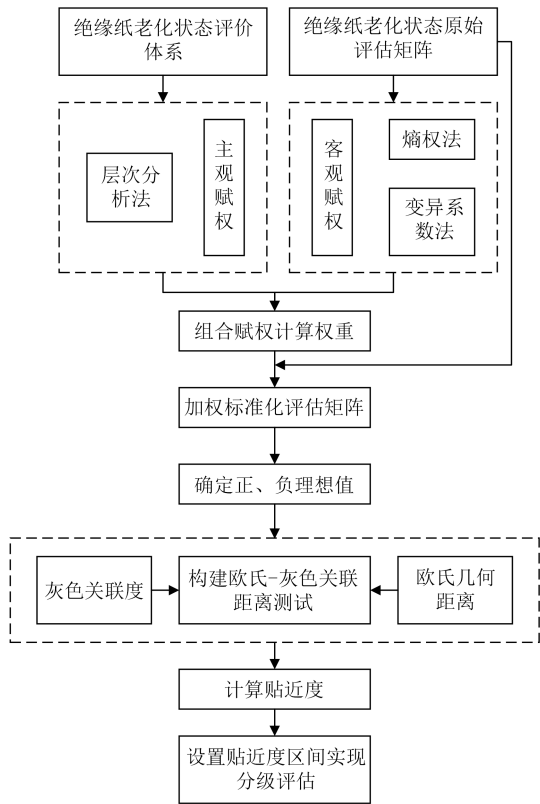 绝缘纸老化状态评价
体系
绝缘纸老化状态原始
评估矩阵
层次分
析法
主
观
赋
权
客
观
赋
权
熵权法
变异系
数法
组合赋权计算权重
加权标准化评估矩阵
确定正、负理想值
灰色关联度
构建欧氏-灰色关联
距离测试
欧氏几何
距离
计算贴近度
设置贴近度区间实现
分级评估